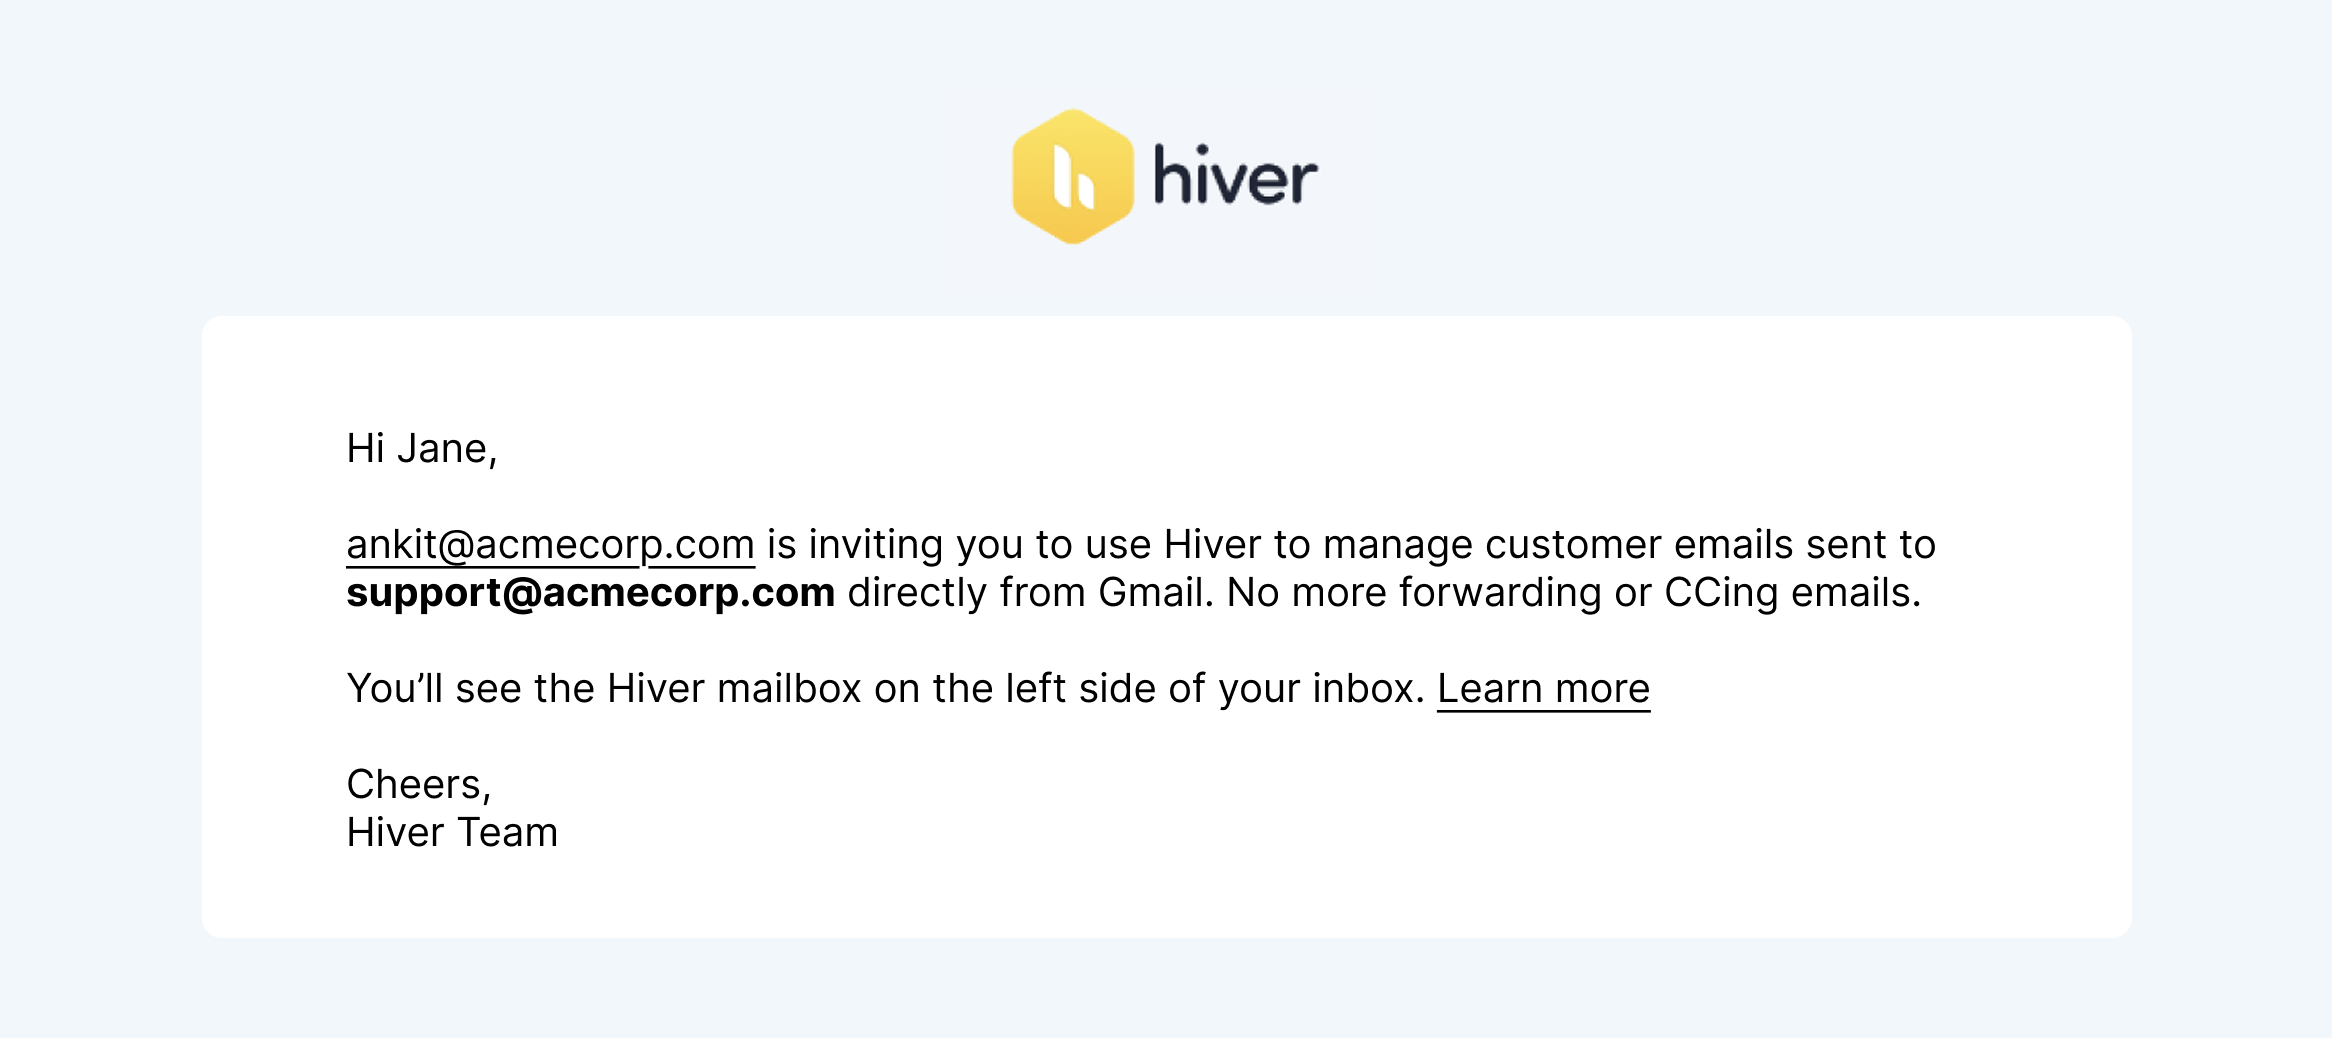 hiver
Hi Jane,
ankit@acmecorp.com is inviting you to use Hiver to manage customer emails sent to
support@acmecorp.com directly from Gmail. No more forwarding or CCing emails.
You’ll see the Hiver mailbox on the left side of your inbox. Learn more
Cheers,
Hiver Team